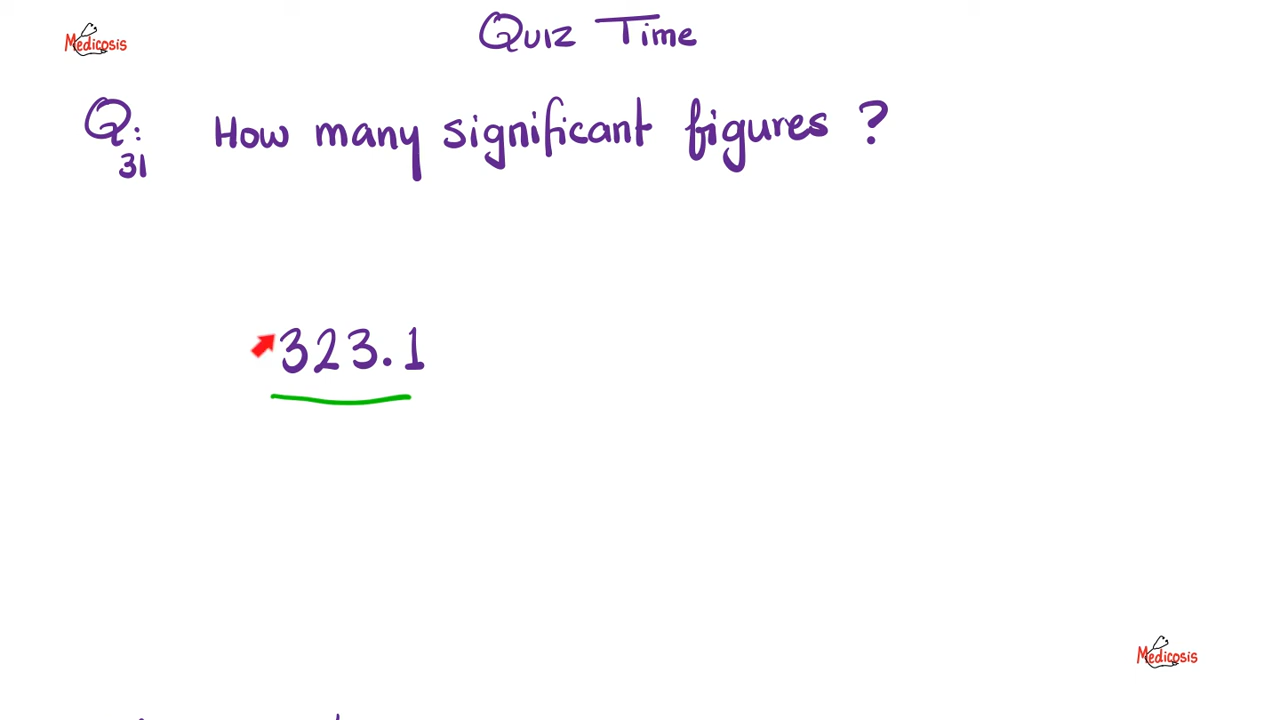 Medicosis
Quiz Time
Q: How many significant figures ?
31
323.1
Medicosis